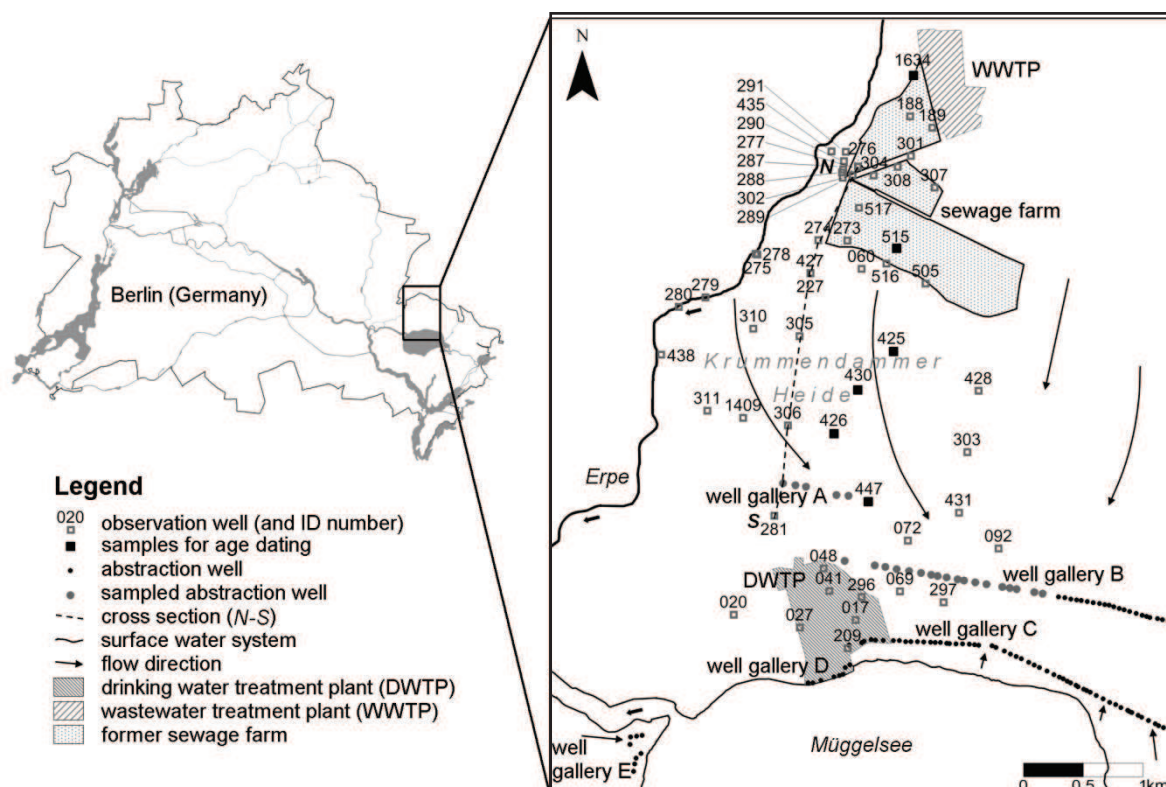 Berlin (Germany)
Legend
020
observation well (and ID number)
samples for age dating
abstraction well
sampled abstraction well
cross section (N-S)
surface water system
flow direction
drinking water treatment plant (DWTP)
wastewater treatment plant (WWTP)
former sewage farm
N
1634
WWTP
291
435
290
277
287
288
302
289
188
189
276
301
N
304
308
307
517
sewage farm
274
273
515
278
275
427
227
060
516
505
279
280
310
305
425
438
Krummendammer
Heide
430
428
311
1409
306
426
303
Erpe
well gallery A
447
431
S
281
072
092
048
DWTP
041
296
069
297
well gallery B
020
027
017
209
well gallery C
well gallery D
well
gallery E
Müggelsee
0
0.5
1km